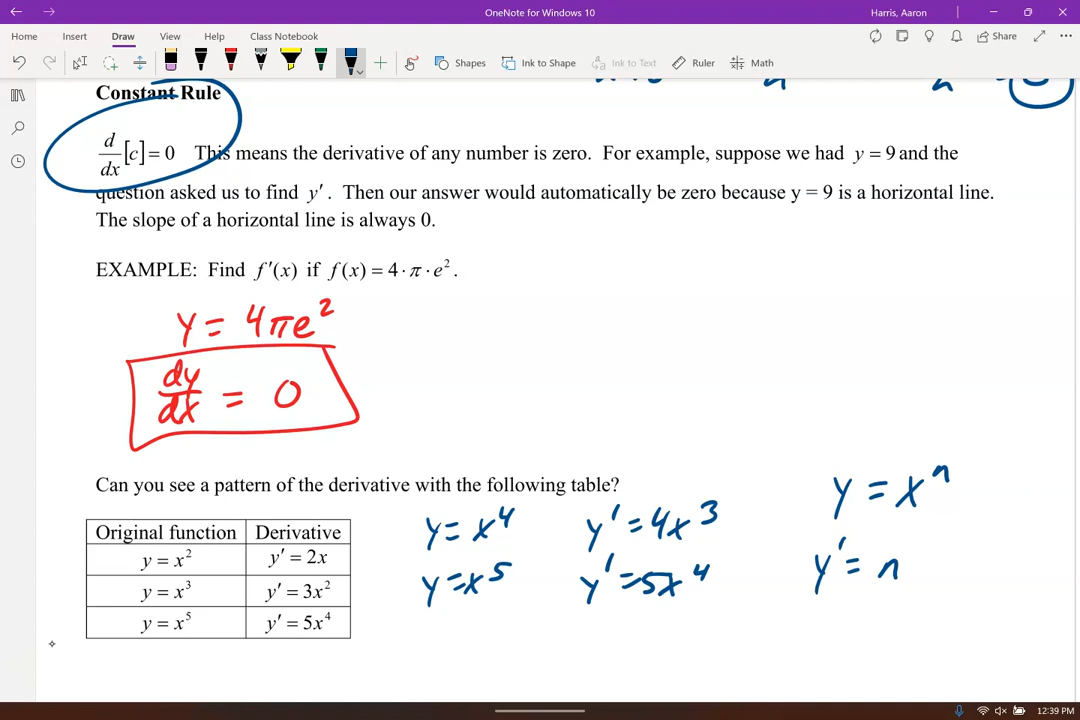 OneNote for Windows 10
Harris, Aaron
Home Insert Draw View Help Class Notebook
Share
Shapes Ink to Shape Ink to Text Ruler Math
Constant Rule
d/dx [c] = 0 This means the derivative of any number is zero. For example, suppose we had y = 9 and the
question asked us to find y′. Then our answer would automatically be zero because y = 9 is a horizontal line.
The slope of a horizontal line is always 0.
EXAMPLE: Find f′(x) if f(x) = 4·π·e².
y = 4πe²
dy/dx = 0
Can you see a pattern of the derivative with the following table?
Original function Derivative
y = x² y′ = 2x
y = x³ y′ = 3x²
y = x⁵ y′ = 5x⁴
y = x⁴ y′ = 4x³
y = x⁵ y′ = 5x⁴
y = xⁿ
y′ = n
12:39 PM